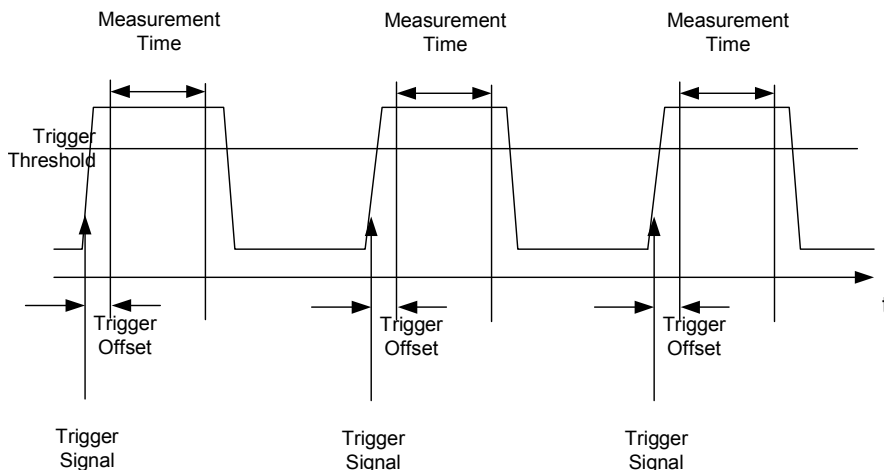 Measurement
Time
Measurement
Time
Measurement
Time
Trigger
Threshold
t
Trigger
Offset
Trigger
Offset
Trigger
Offset
Trigger
Signal
Trigger
Signal
Trigger
Signal